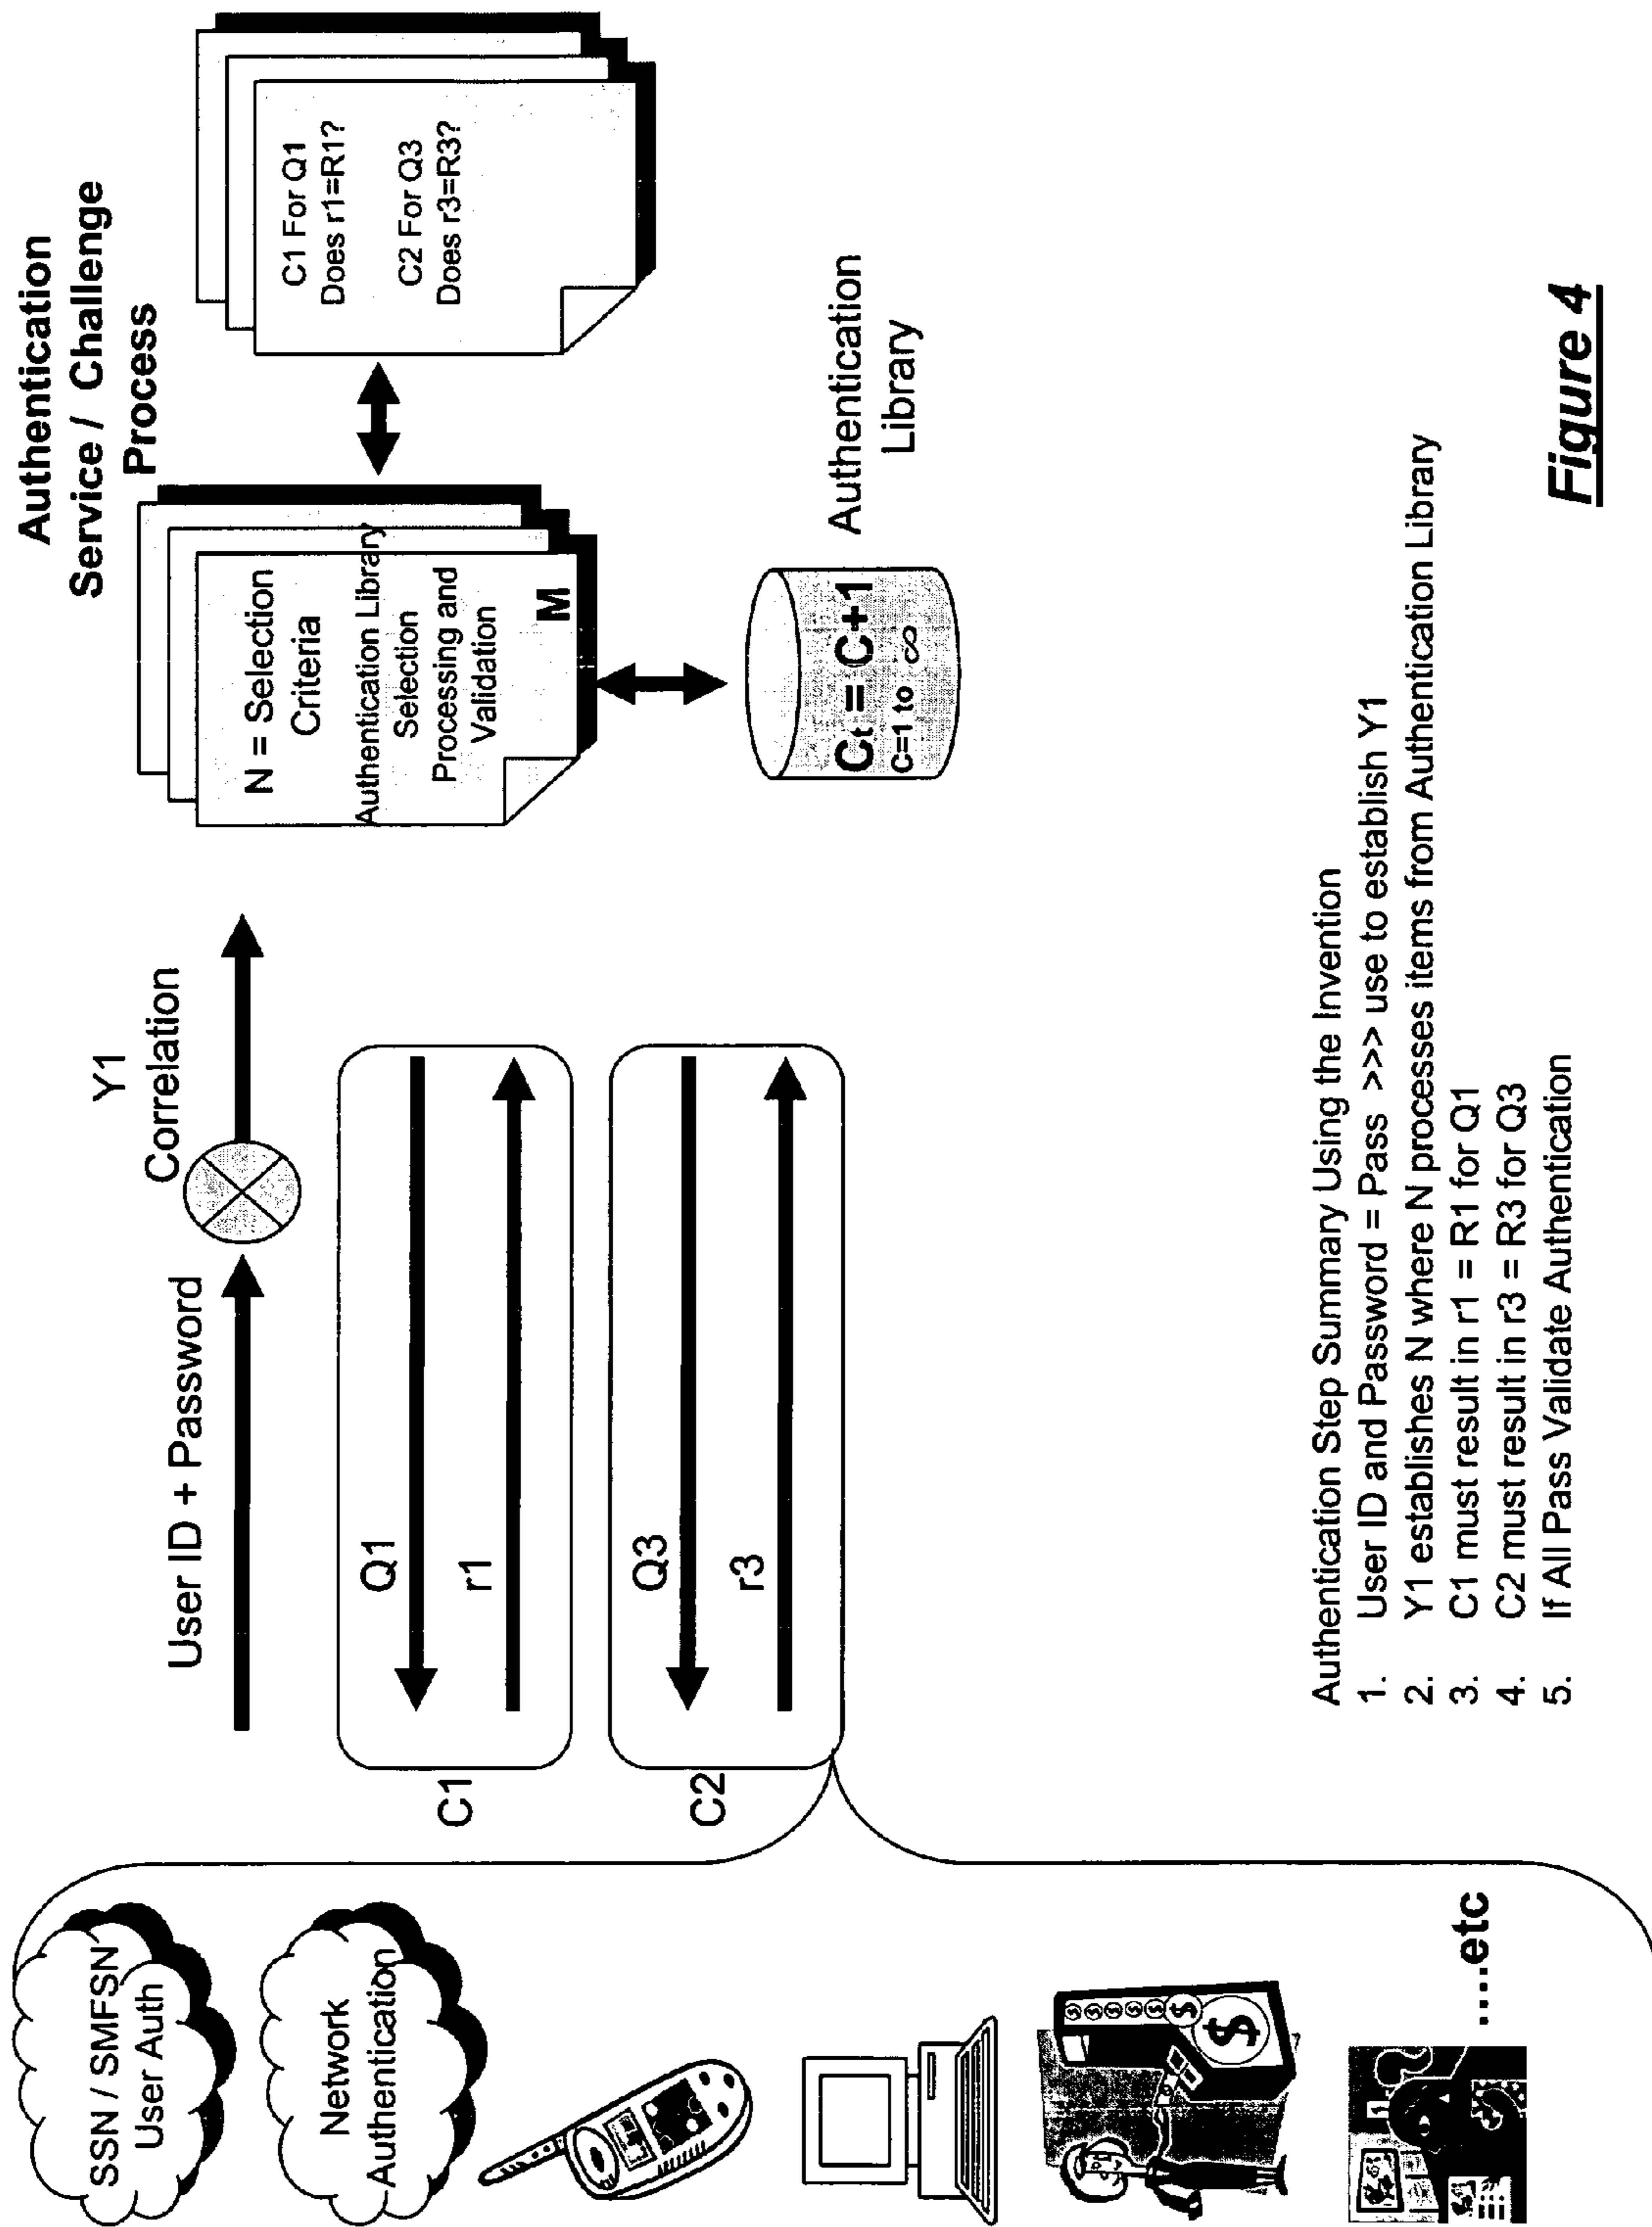 SSN / SMFSN
User Auth
Network
Authentication
.....etc
User ID + Password
Y1
Correlation
C1
Q1
r1
C2
Q3
r3
Authentication
Service / Challenge
Process
N = Selection
Criteria
Authentication Library
Selection
Processing and
Validation
M
C1 For Q1
Does r1=R1?
C2 For Q3
Does r3=R3?
Ct = C+1
C=1 to ∞
Authentication
Library
Authentication Step Summary Using the Invention
1. User ID and Password = Pass >>> use to establish Y1
2. Y1 establishes N where N processes items from Authentication Library
3. C1 must result in r1 = R1 for Q1
4. C2 must result in r3 = R3 for Q3
5. If All Pass Validate Authentication
Figure 4